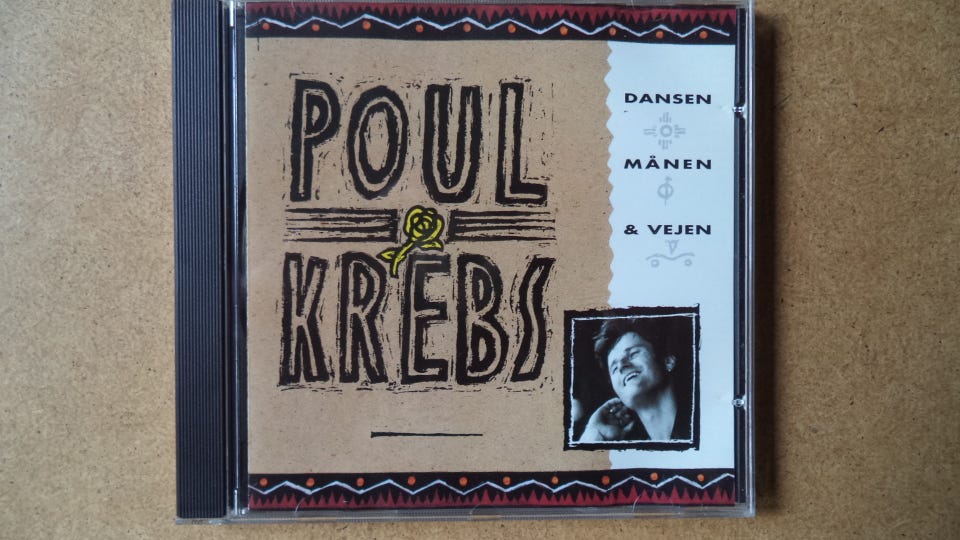 POUL
KREBS
DANSEN
MÅNEN
& VEJEN